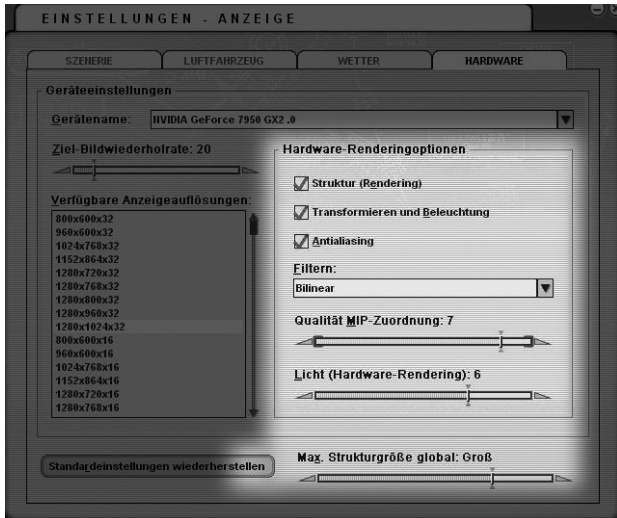 EINSTELLUNGEN - ANZEIGE
SZENERIE
LUFTFAHRZEUG
WETTER
HARDWARE
Geräteeinstellungen
Gerätename: NVIDIA GeForce 7950 GX2 .0
Ziel-Bildwiederholrate: 20
Verfügbare Anzeigeauflösungen:
800x600x32
960x600x32
1024x768x32
1152x864x32
1280x720x32
1280x768x32
1280x800x32
1280x960x32
1280x1024x32
800x600x16
960x600x16
1024x768x16
1152x864x16
1280x720x16
1280x768x16
Hardware-Renderingoptionen
Struktur (Rendering)
Transformieren und Beleuchtung
Antialiasing
Filtern:
Bilinear
Qualität MIP-Zuordnung: 7
Licht (Hardware-Rendering): 6
Standardeinstellungen wiederherstellen
Max. Strukturgröße global: Groß